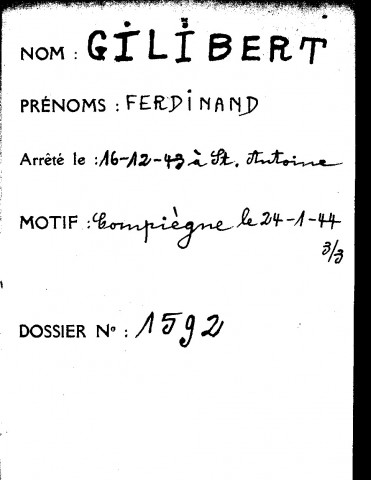 NOM : GILIBERT
PRÉNOMS : FERDINAND
Arrêté le : 16-12-43 à St. Antoine
MOTIF : Compiègne le 24-1-44
3/3
DOSSIER No : 1592